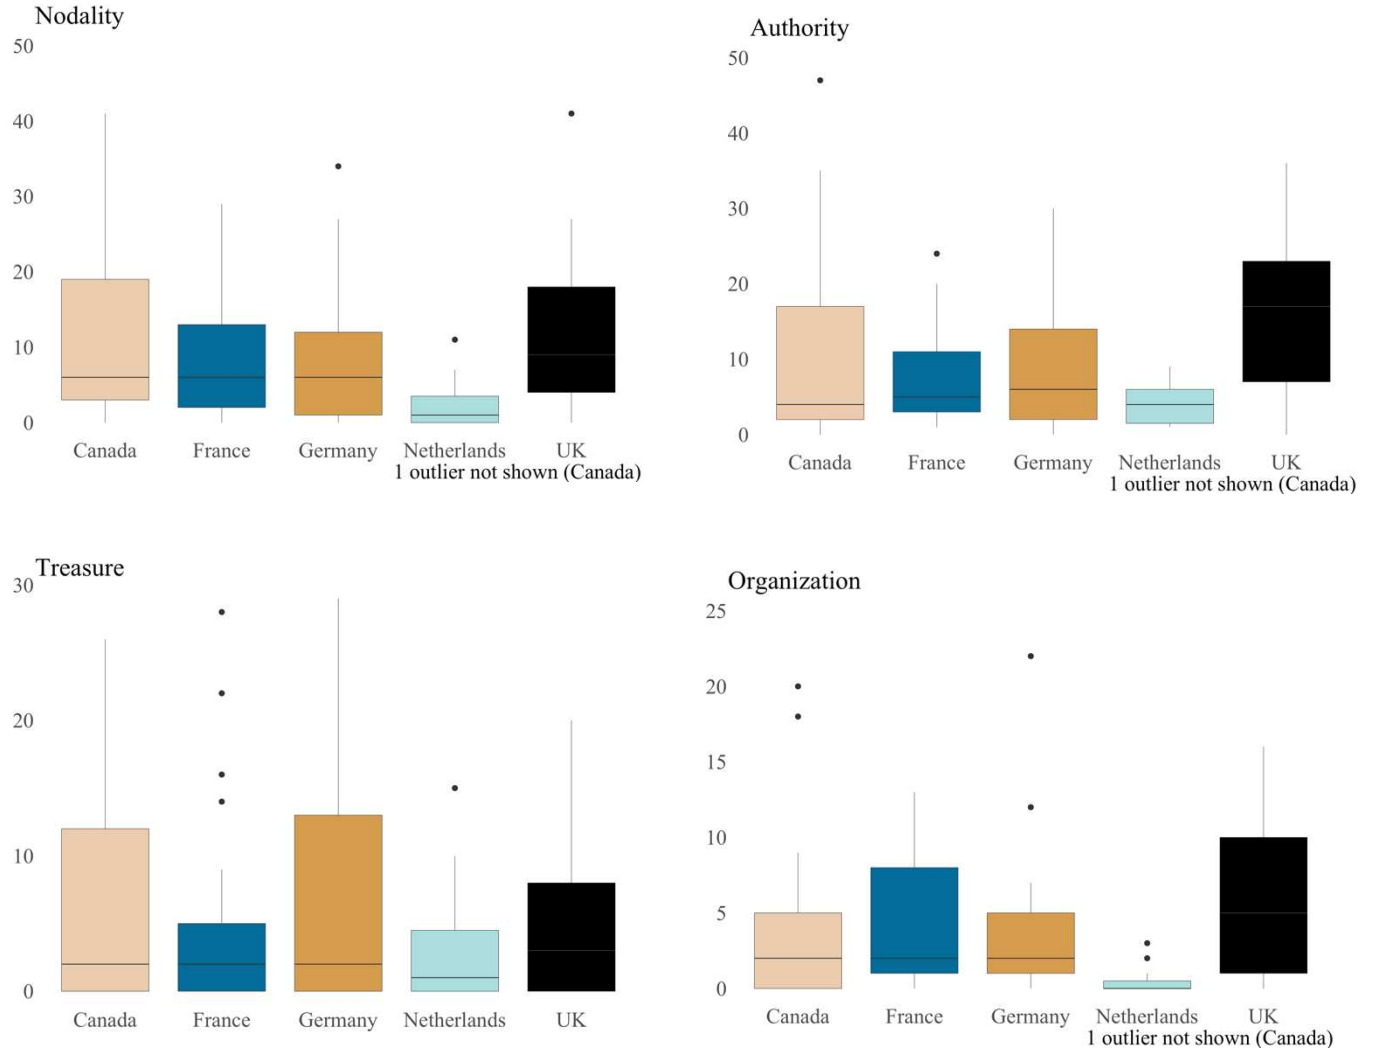 Nodality
50
40
30
20
10
0
Canada France Germany Netherlands UK
1 outlier not shown (Canada)
Authority
50
40
30
20
10
0
Canada France Germany Netherlands UK
1 outlier not shown (Canada)
Treasure
30
20
10
0
Canada France Germany Netherlands UK
Organization
25
20
15
10
5
0
Canada France Germany Netherlands UK
1 outlier not shown (Canada)